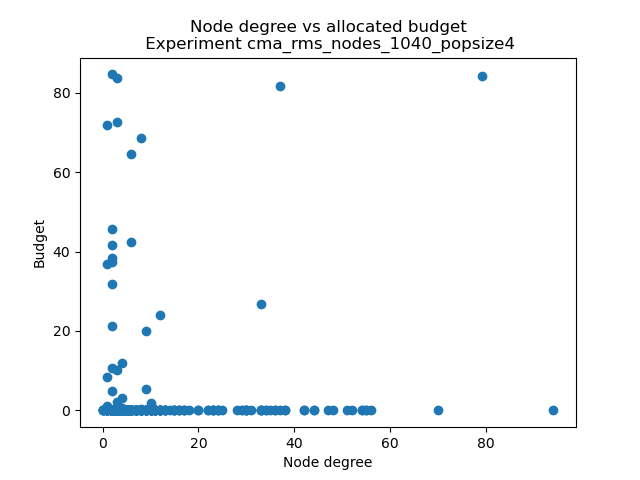 Node degree vs allocated budget
Experiment cma_rms_nodes_1040_popsize4
Budget
80
60
40
20
0
0 20 40 60 80
Node degree